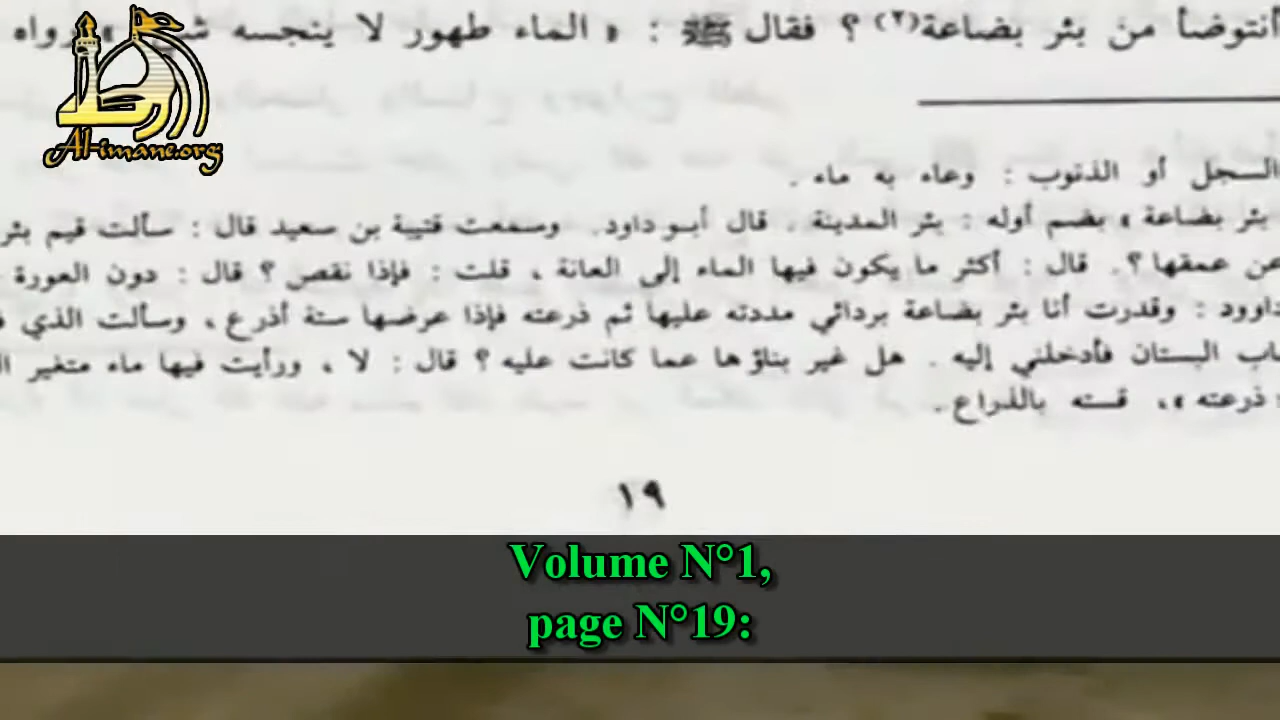 أنتوضأ من بئر بضاعة(٢) ؟ فقال ﷺ : « الماء طهور لا ينجسه شيء » رواه
Al-imane.org
السجل أو الذنوب : وعاه به ماء .
بئر بضاعة » بضم أوله : بئر المدينة . قال أبو داود. وسمعت قتيبة بن سعيد قال : سألت قيم بئر
عن عمقها ؟. قال : أكثر ما يكون فيها الماء إلى العانة ، قلت : فإذا نقص ؟ قال : دون العورة
داوود : وقدرت أنا بئر بضاعة بردائي مددته عليها ثم ذرعته فإذا عرضها ستة أذرع ، وسألت الذي
باب البستان فأدخلني إليه . هل غير بناؤها عما كانت عليه ؟ قال : لا ، ورأيت فيها ماء متغير
ذرعته »، قسته بالذراع.
١٩
Volume N°1,
page N°19: